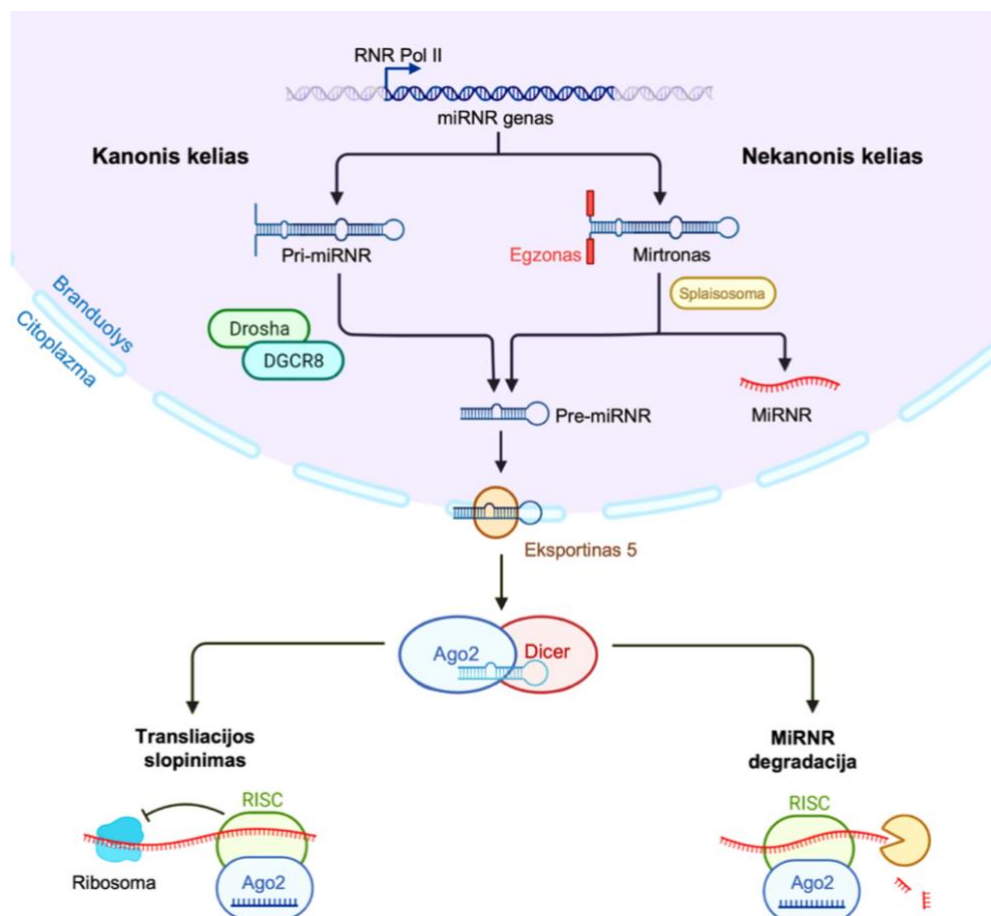 RNR Pol II
miRNR genas
Kanonis kelias
Nekanonis kelias
Pri-miRNR
Egzonas
Mirtronas
Splaisosoma
Branduolys
Citoplazma
Drosha
DGCR8
Pre-miRNR
MiRNR
Eksportinas 5
Ago2
Dicer
Transliacijos
slopinimas
MiRNR
degradacija
RISC
Ribosoma
Ago2
RISC
Ago2